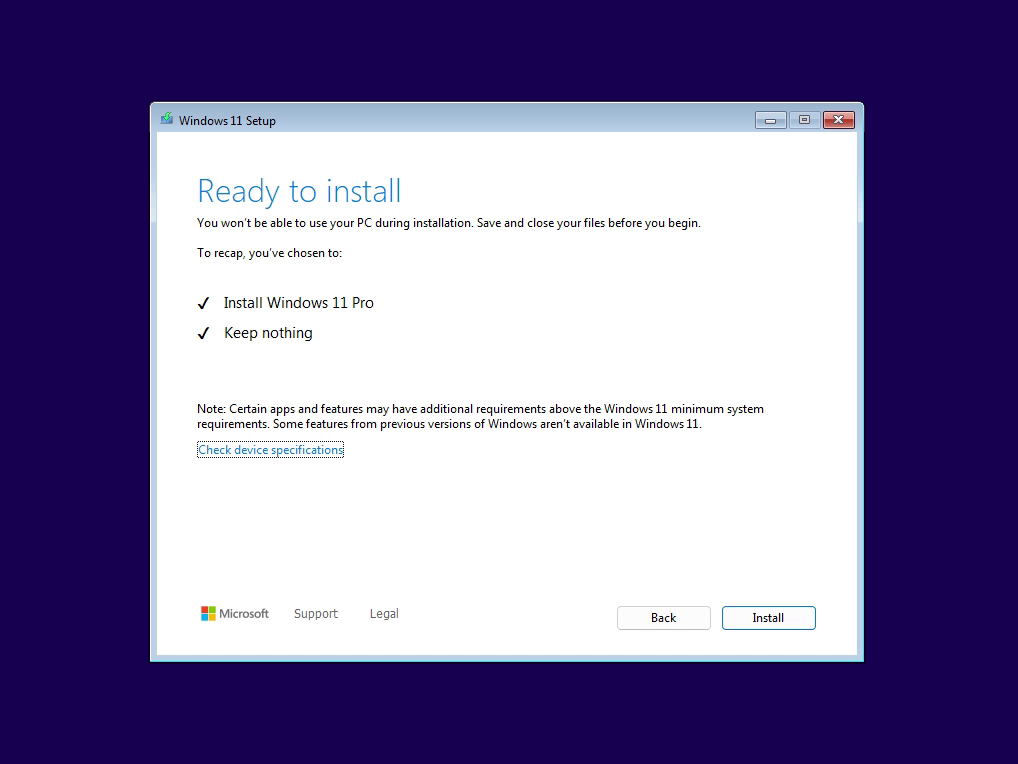 Windows 11 Setup
Ready to install
You won't be able to use your PC during installation. Save and close your files before you begin.
To recap, you've chosen to:
Install Windows 11 Pro
Keep nothing
Note: Certain apps and features may have additional requirements above the Windows 11 minimum system
requirements. Some features from previous versions of Windows aren't available in Windows 11.
Check device specifications
Microsoft Support Legal Back Install